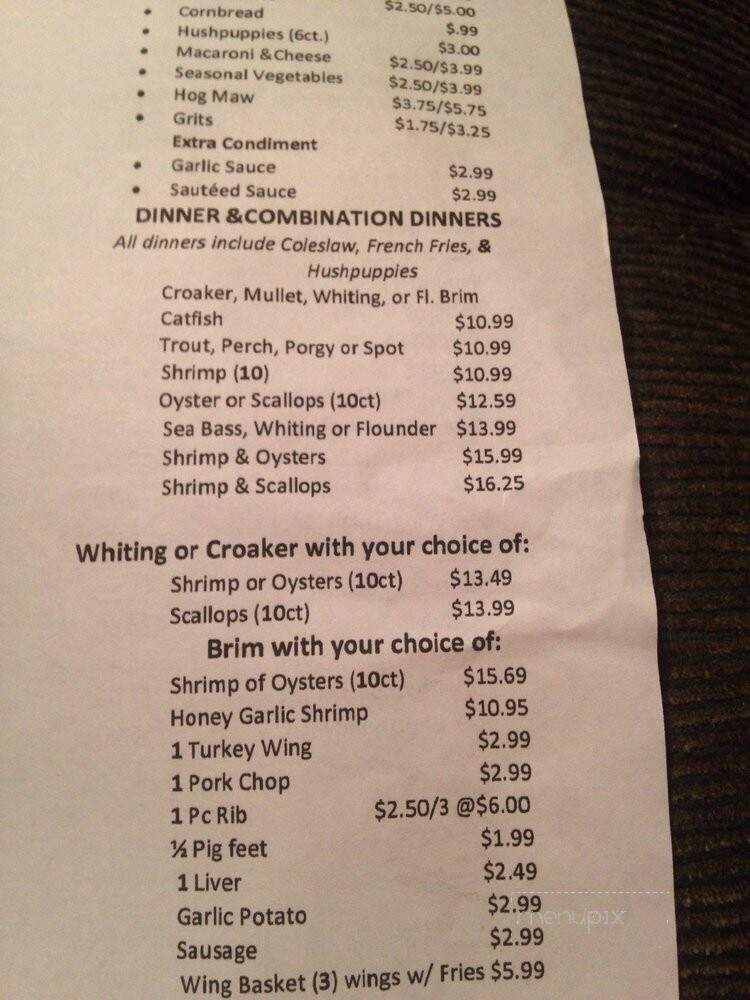 $2.50/$5.00
• Cornbread $.99
• Hushpuppies (6ct.) $3.00
• Macaroni &Cheese $2.50/$3.99
• Seasonal Vegetables $2.50/$3.99
• Hog Maw $3.75/$5.75
• Grits $1.75/$3.25
Extra Condiment
• Garlic Sauce $2.99
• Sautéed Sauce $2.99
DINNER &COMBINATION DINNERS
All dinners include Coleslaw, French Fries, &
Hushpuppies
Croaker, Mullet, Whiting, or Fl. Brim
Catfish $10.99
Trout, Perch, Porgy or Spot $10.99
Shrimp (10) $10.99
Oyster or Scallops (10ct) $12.59
Sea Bass, Whiting or Flounder $13.99
Shrimp & Oysters $15.99
Shrimp & Scallops $16.25
Whiting or Croaker with your choice of:
Shrimp or Oysters (10ct) $13.49
Scallops (10ct) $13.99
Brim with your choice of:
Shrimp of Oysters (10ct) $15.69
Honey Garlic Shrimp $10.95
1 Turkey Wing $2.99
1 Pork Chop $2.99
1 Pc Rib $2.50/3 @$6.00
½ Pig feet $1.99
1 Liver $2.49
Garlic Potato $2.99
Sausage $2.99
Wing Basket (3) wings w/ Fries $5.99
menupix